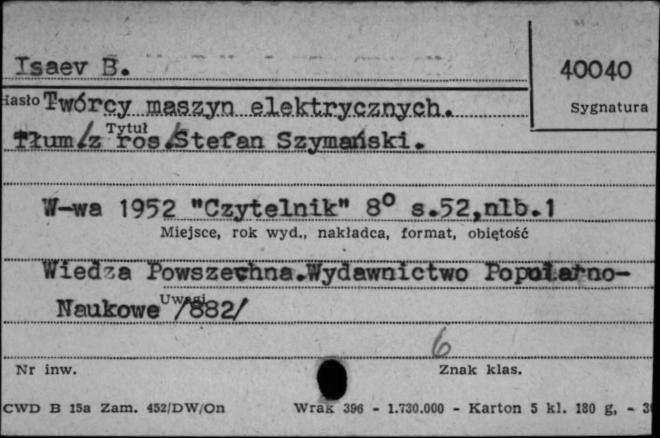 Isaev B.
40040
Hasło Twórcy maszyn elektrycznych.
Sygnatura
Tytuł
Tłum/z ros/.Stefan Szymański.
W-wa 1952 "Czytelnik" 8° s.52,nlb.1
Miejsce, rok wyd., nakładca, format, obiętość
Wiedza Powszechna.Wydawnictwo Popularno-
Uwagi
Naukowe /882/
6
Nr inw.
Znak klas.
CWD B 15a Zam. 452/DW/On Wrak 396 - 1.730.000 - Karton 5 kl. 180 g, -